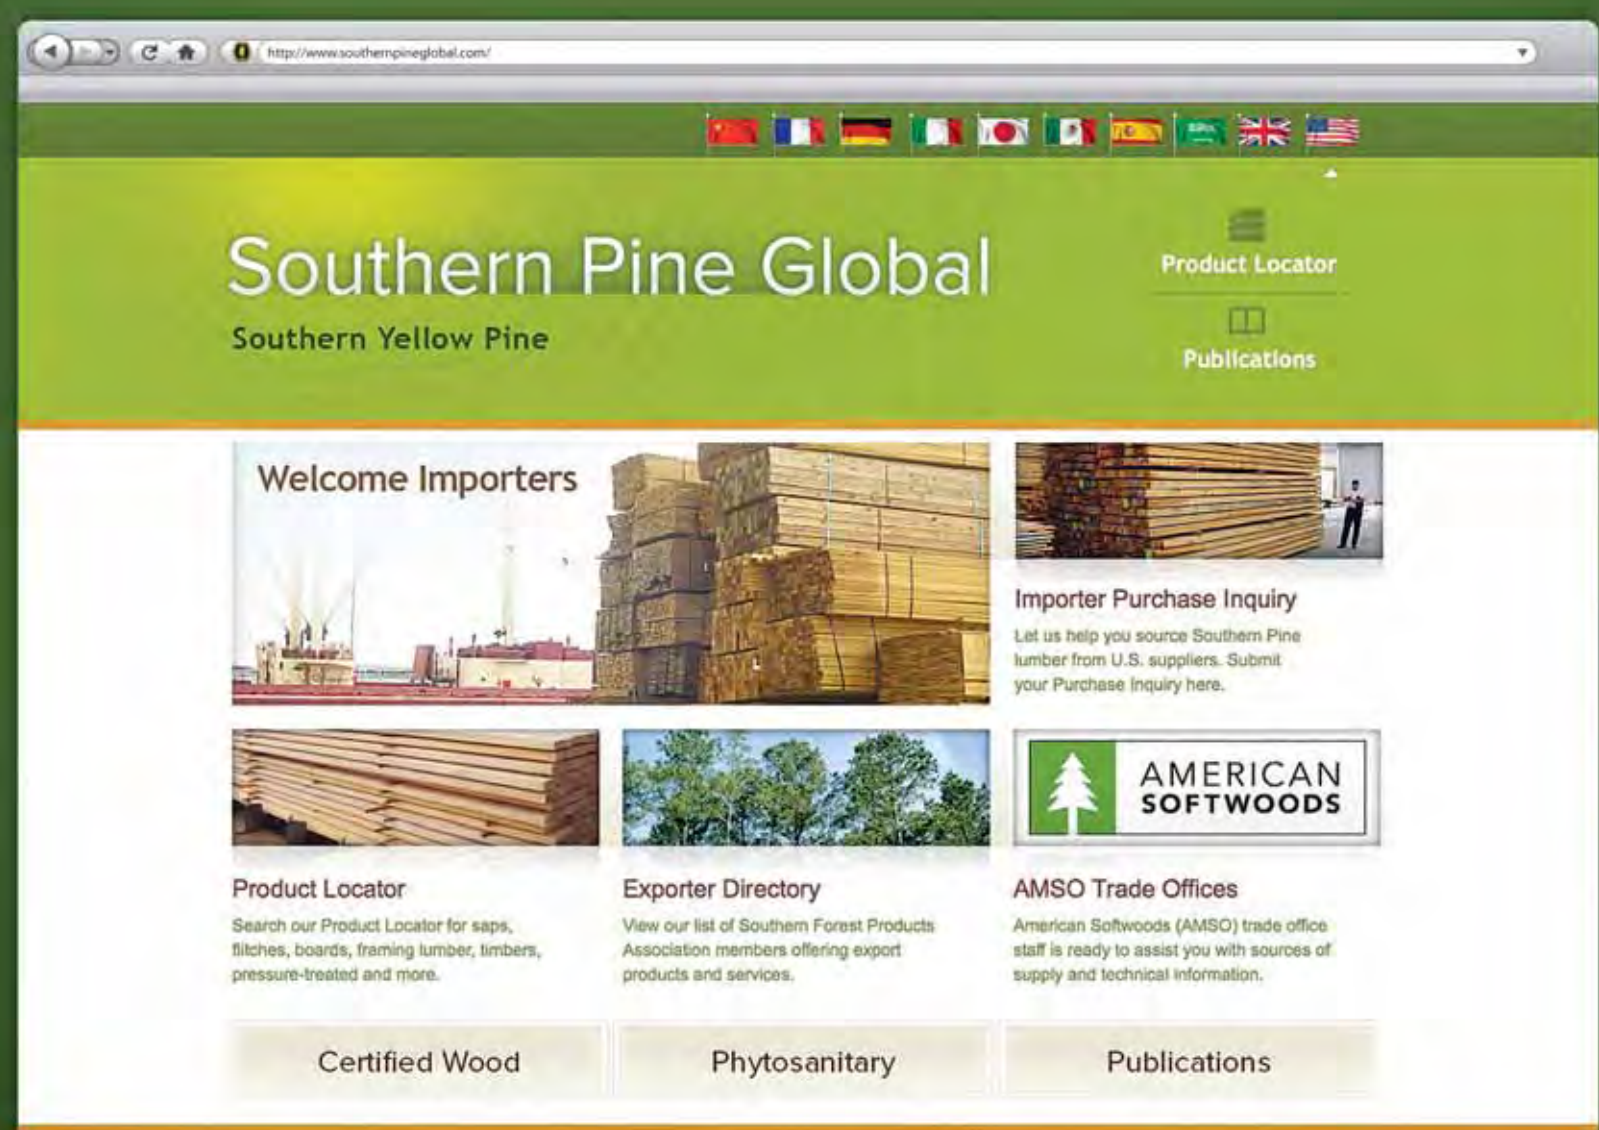 http://www.southernpineglobal.com/
Southern Pine Global
Southern Yellow Pine
Product Locator
Publications
Welcome Importers
Importer Purchase Inquiry
Let us help you source Southern Pine
lumber from U.S. suppliers. Submit
your Purchase Inquiry here.
AMERICAN
SOFTWOODS
Product Locator
Search our Product Locator for saps,
flitches, boards, framing lumber, timbers,
pressure-treated and more.
Exporter Directory
View our list of Southern Forest Products
Association members offering export
products and services.
AMSO Trade Offices
American Softwoods (AMSO) trade office
staff is ready to assist you with sources of
supply and technical information.
Certified Wood
Phytosanitary
Publications